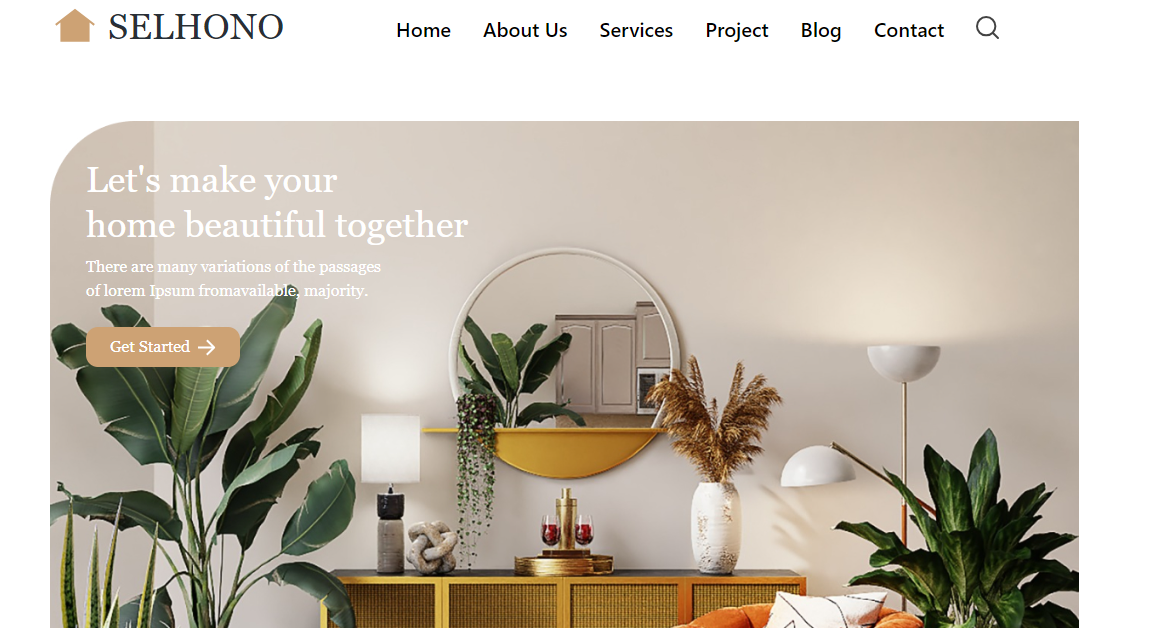 SELHONO
Home About Us Services Project Blog Contact
Let's make your
home beautiful together
There are many variations of the passages
of lorem Ipsum fromavailable, majority.
Get Started